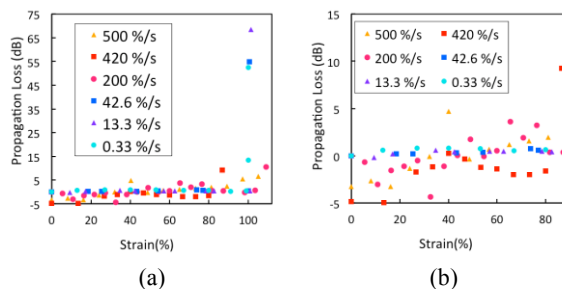 75
65
55
45
35
25
15
5
-5
Propagation Loss (dB)
500 %/s
420 %/s
200 %/s
42.6 %/s
13.3 %/s
0.33 %/s
0 20 40 60 80 100
Strain(%)
(a)
15
10
5
0
-5
Propagation Loss (dB)
500 %/s 420 %/s
200 %/s 42.6 %/s
13.3 %/s 0.33 %/s
0 20 40 60 80
Strain(%)
(b)